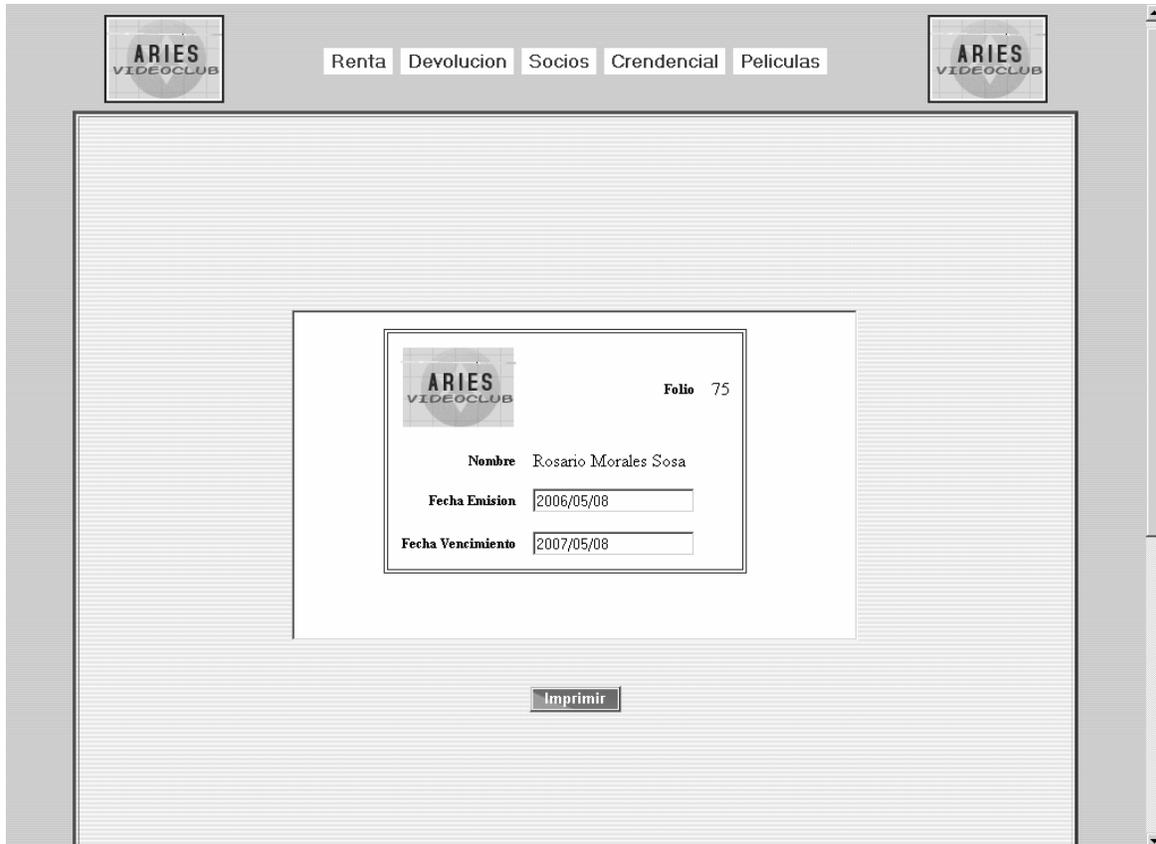 ARIES
VIDEOCLUB
Renta Devolucion Socios Crendencial Peliculas
ARIES
VIDEOCLUB
ARIES
VIDEOCLUB
Folio 75
Nombre Rosario Morales Sosa
Fecha Emision 2006/05/08
Fecha Vencimiento 2007/05/08
Imprimir